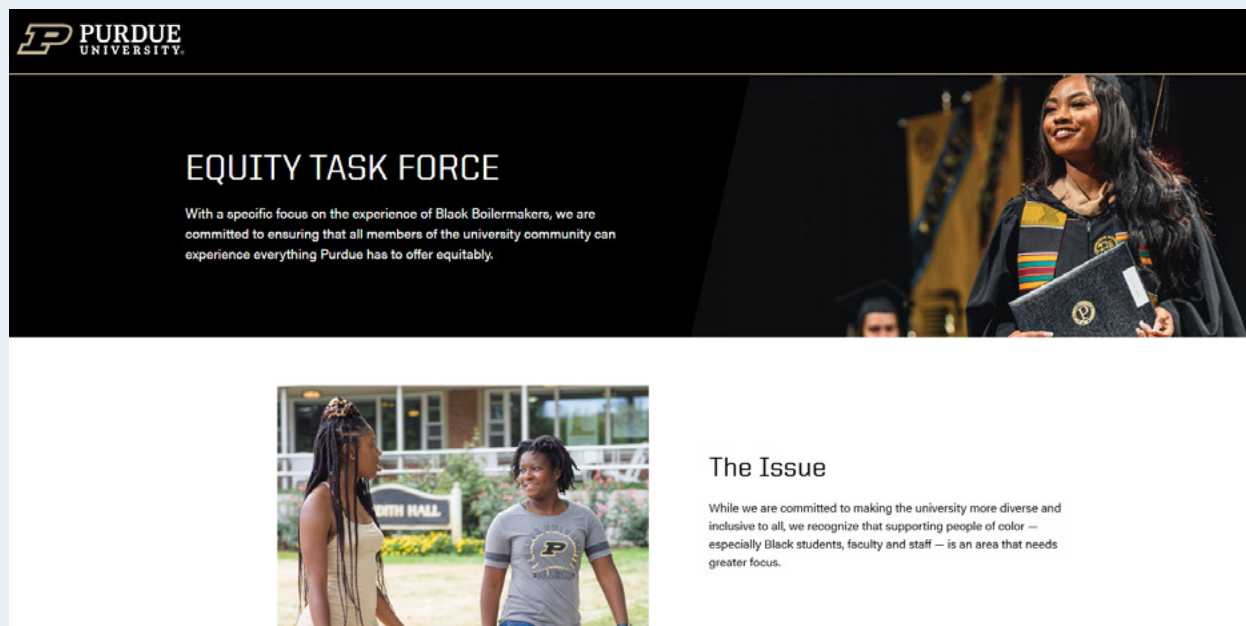 PURDUE
UNIVERSITY®
EQUITY TASK FORCE
With a specific focus on the experience of Black Boilermakers, we are
committed to ensuring that all members of the university community can
experience everything Purdue has to offer equitably.
DITH HALL
The Issue
While we are committed to making the university more diverse and
inclusive to all, we recognize that supporting people of color —
especially Black students, faculty and staff — is an area that needs
greater focus.